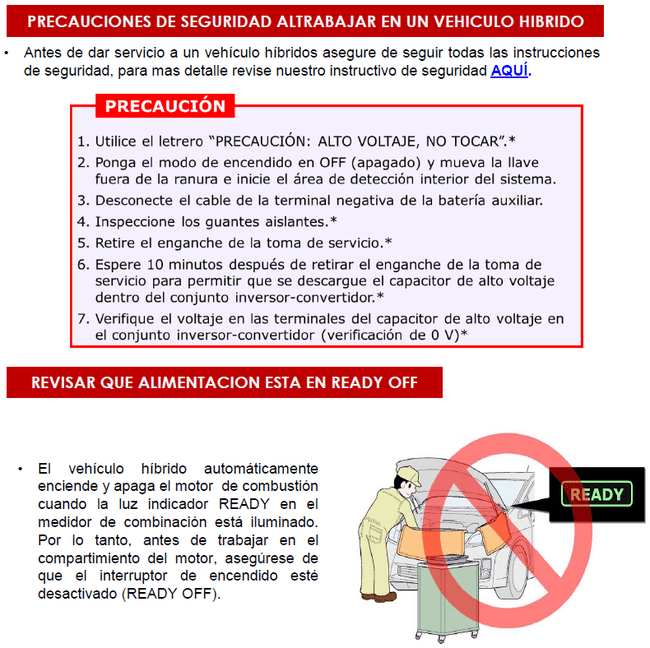 PRECAUCIONES DE SEGURIDAD ALTRABAJAR EN UN VEHICULO HIBRIDO
• Antes de dar servicio a un vehículo híbridos asegure de seguir todas las instrucciones
de seguridad, para mas detalle revise nuestro instructivo de seguridad AQUÍ.
PRECAUCIÓN
1. Utilice el letrero “PRECAUCIÓN: ALTO VOLTAJE, NO TOCAR”.*
2. Ponga el modo de encendido en OFF (apagado) y mueva la llave
fuera de la ranura e inicie el área de detección interior del sistema.
3. Desconecte el cable de la terminal negativa de la batería auxiliar.
4. Inspeccione los guantes aislantes.*
5. Retire el enganche de la toma de servicio.*
6. Espere 10 minutos después de retirar el enganche de la toma de
servicio para permitir que se descargue el capacitor de alto voltaje
dentro del conjunto inversor-convertidor.*
7. Verifique el voltaje en las terminales del capacitor de alto voltaje en
el conjunto inversor-convertidor (verificación de 0 V)*
REVISAR QUE ALIMENTACION ESTA EN READY OFF
• El vehículo híbrido automáticamente
enciende y apaga el motor de combustión
cuando la luz indicador READY en el
medidor de combinación está iluminado.
Por lo tanto, antes de trabajar en el
compartimiento del motor, asegúrese de
que el interruptor de encendido esté
desactivado (READY OFF).
READY